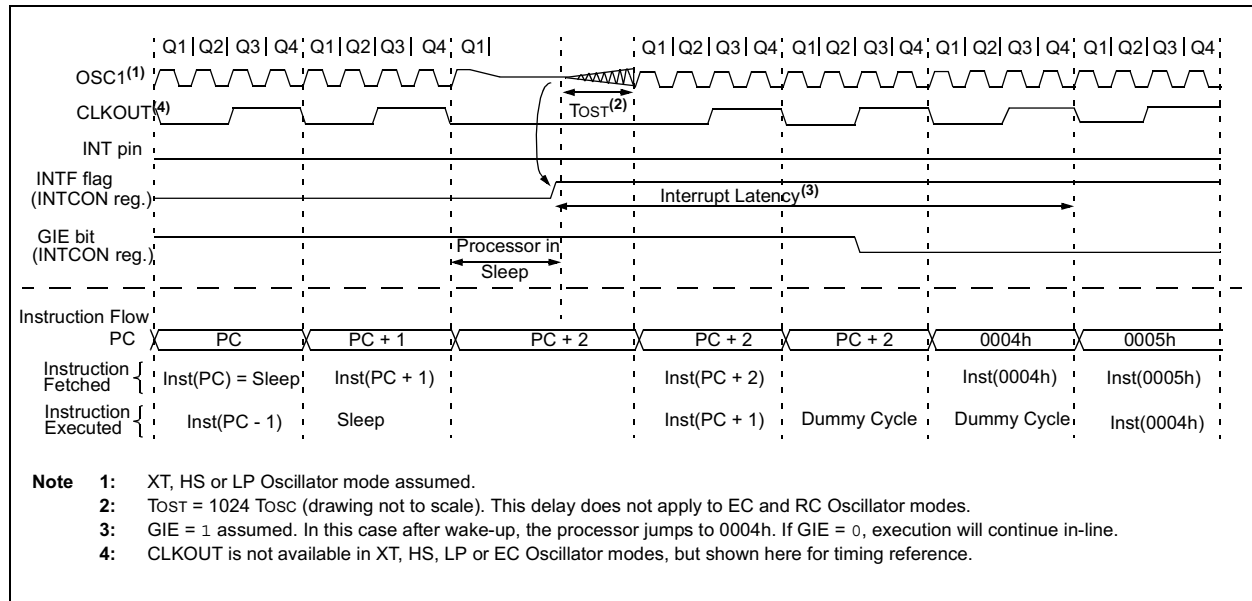 Q1 Q2 Q3 Q4 Q1 Q2 Q3 Q4 Q1 Q1 Q2 Q3 Q4 Q1 Q2 Q3 Q4 Q1 Q2 Q3 Q4 Q1 Q2 Q3 Q4
OSC1(1)
TOST(2)
CLKOUT(4)
INT pin
INTF flag
(INTCON reg.)
Interrupt Latency(3)
GIE bit
(INTCON reg.)
Processor in
Sleep
Instruction Flow
PC PC PC + 1 PC + 2 PC + 2 PC + 2 0004h 0005h
Instruction
Fetched
Inst(PC) = Sleep Inst(PC + 1) Inst(PC + 2) Inst(0004h) Inst(0005h)
Instruction
Executed
Inst(PC - 1) Sleep Inst(PC + 1) Dummy Cycle Dummy Cycle Inst(0004h)
Note 1: XT, HS or LP Oscillator mode assumed.
2: TOST = 1024 TOSC (drawing not to scale). This delay does not apply to EC and RC Oscillator modes.
3: GIE = 1 assumed. In this case after wake-up, the processor jumps to 0004h. If GIE = 0, execution will continue in-line.
4: CLKOUT is not available in XT, HS, LP or EC Oscillator modes, but shown here for timing reference.